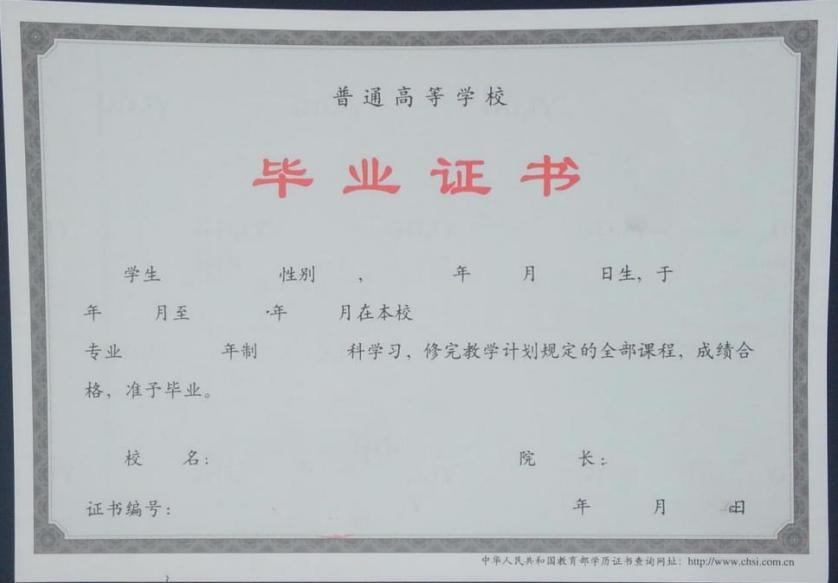 普通高等学校
毕业证书
学生 性别 , 年 月 日生，于
年 月至 年 月在本校
专业 年制 科学习，修完教学计划规定的全部课程，成绩合
格，准予毕业。
校 名： 院 长：
证书编号： 年 月 日
中华人民共和国教育部学历证书查询网址：http://www.chsi.com.cn